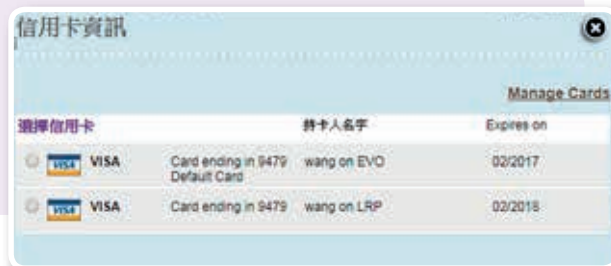 信用卡資訊
Manage Cards
選擇信用卡 持卡人名字 Expires on
VISA VISA Card ending in 9479 wang on EVO 02/2017
Default Card
VISA VISA Card ending in 9479 wang on LRP 02/2018